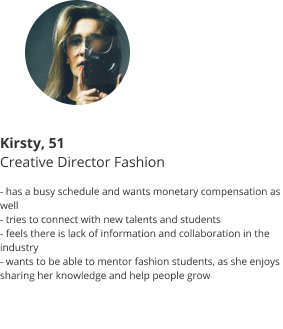 Kirsty, 51
Creative Director Fashion
- has a busy schedule and wants monetary compensation as
well
- tries to connect with new talents and students
- feels there is lack of information and collaboration in the
industry
- wants to be able to mentor fashion students, as she enjoys
sharing her knowledge and help people grow